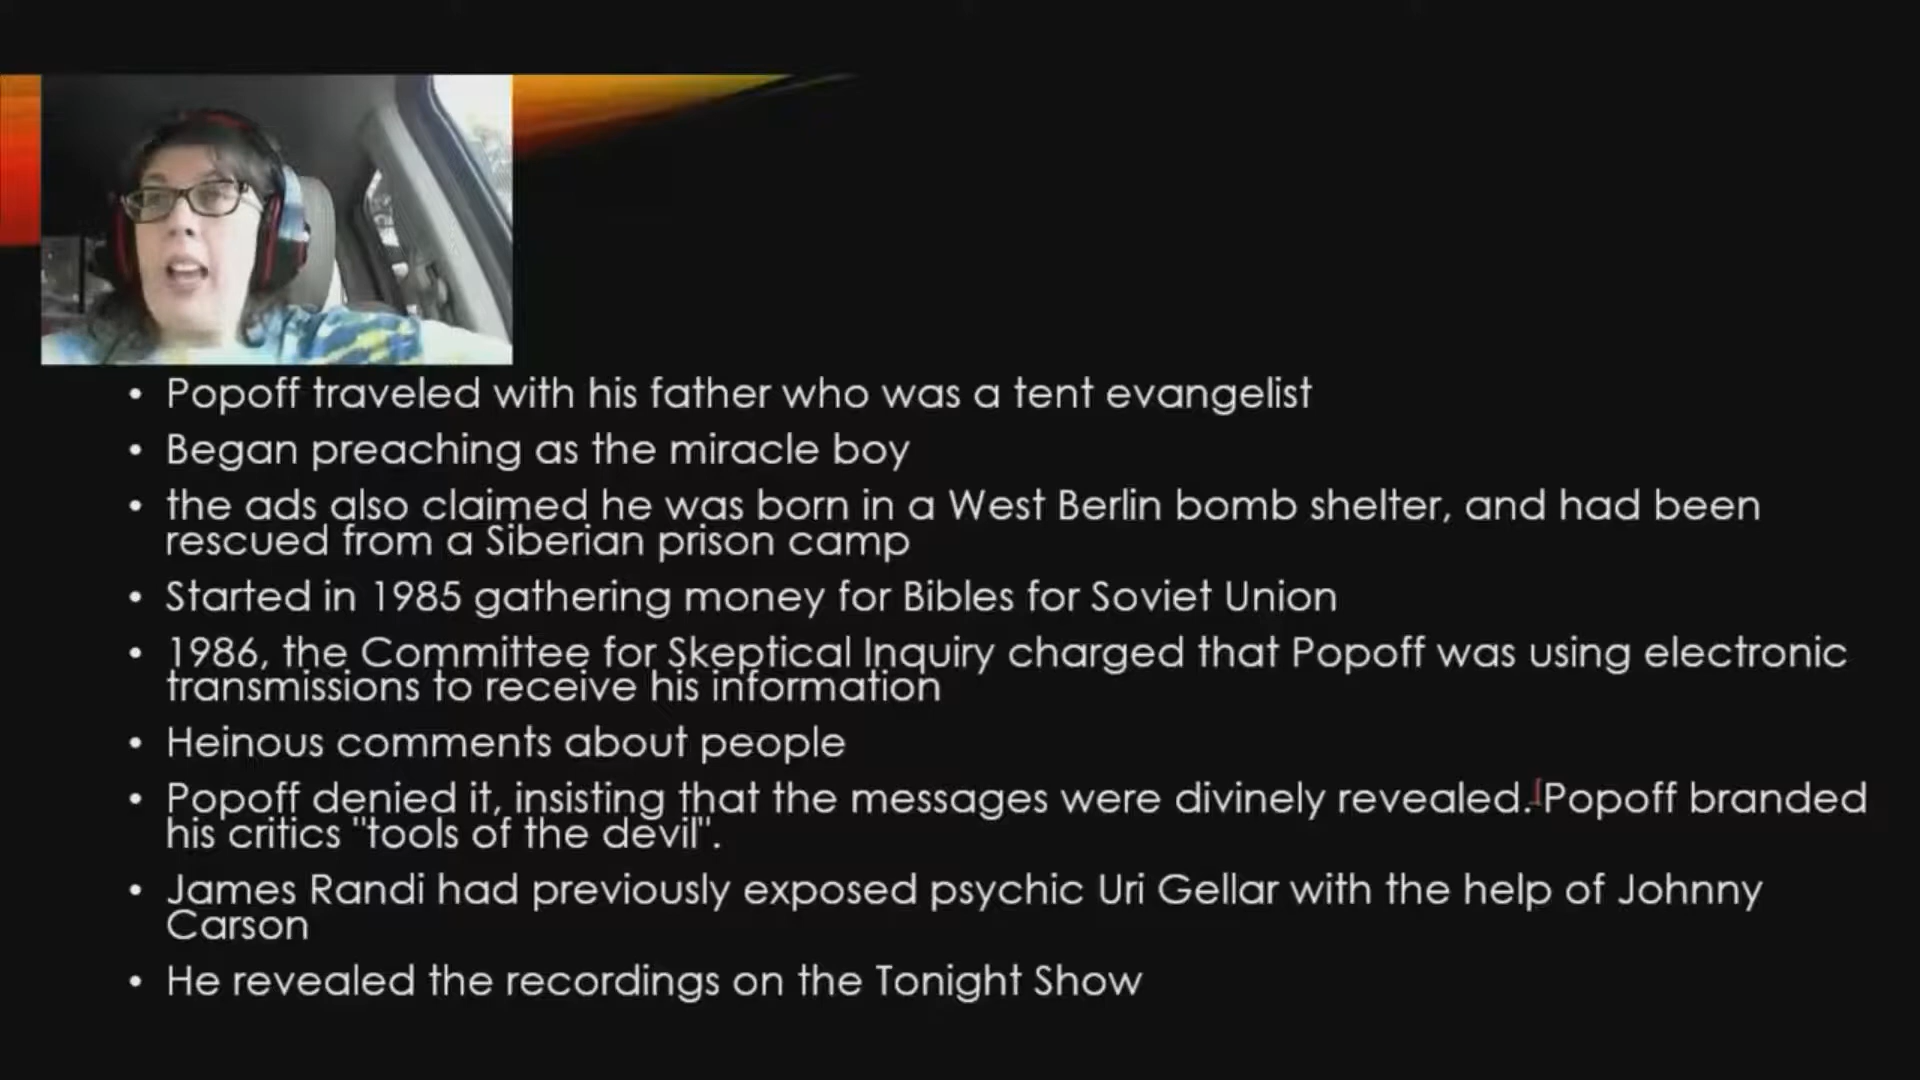 • Popoff traveled with his father who was a tent evangelist
• Began preaching as the miracle boy
• the ads also claimed he was born in a West Berlin bomb shelter, and had been
rescued from a Siberian prison camp
• Started in 1985 gathering money for Bibles for Soviet Union
• 1986, the Committee for Skeptical Inquiry charged that Popoff was using electronic
transmissions to receive his information
• Heinous comments about people
• Popoff denied it, insisting that the messages were divinely revealed.[Popoff branded
his critics "tools of the devil".
• James Randi had previously exposed psychic Uri Gellar with the help of Johnny
Carson
• He revealed the recordings on the Tonight Show